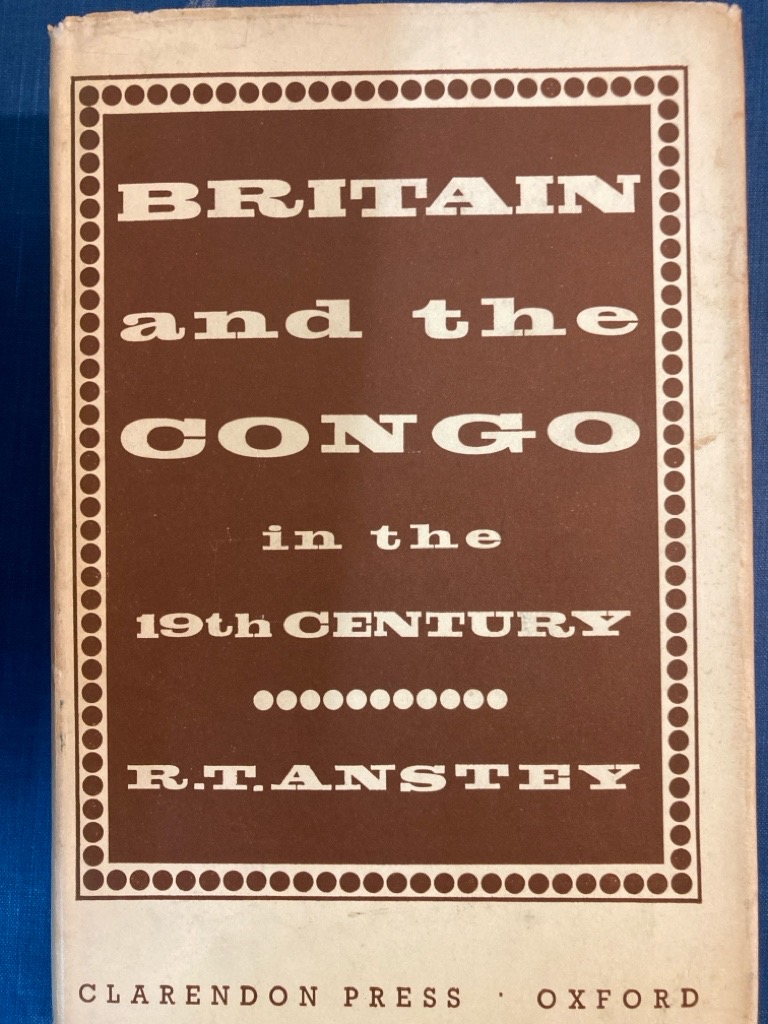 BRITAIN
and the
CONGO
in the
19th CENTURY
R.T. ANSTEY
CLARENDON PRESS · OXFORD